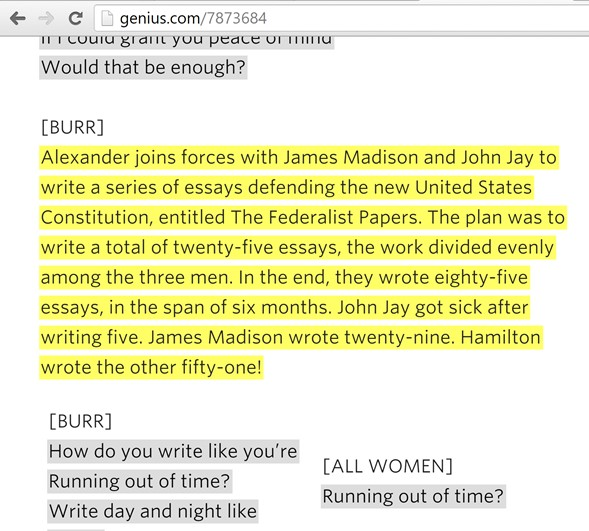 genius.com/7873684
If I could grant you peace of mind
Would that be enough?
[BURR]
Alexander joins forces with James Madison and John Jay to
write a series of essays defending the new United States
Constitution, entitled The Federalist Papers. The plan was to
write a total of twenty-five essays, the work divided evenly
among the three men. In the end, they wrote eighty-five
essays, in the span of six months. John Jay got sick after
writing five. James Madison wrote twenty-nine. Hamilton
wrote the other fifty-one!
[BURR]
How do you write like you’re
Running out of time?
Write day and night like
[ALL WOMEN]
Running out of time?